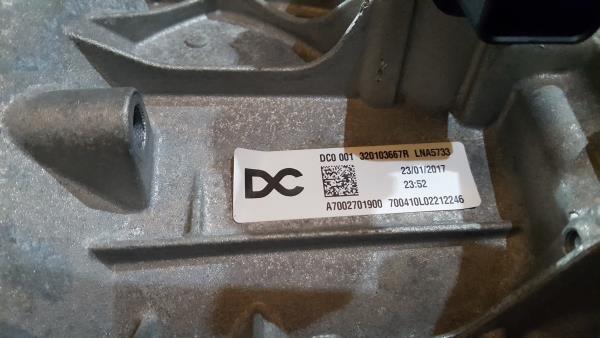 DC0 001 320103667R LNA5733
DC
23/01/2017
23:52
A7002701900 700410L02212246